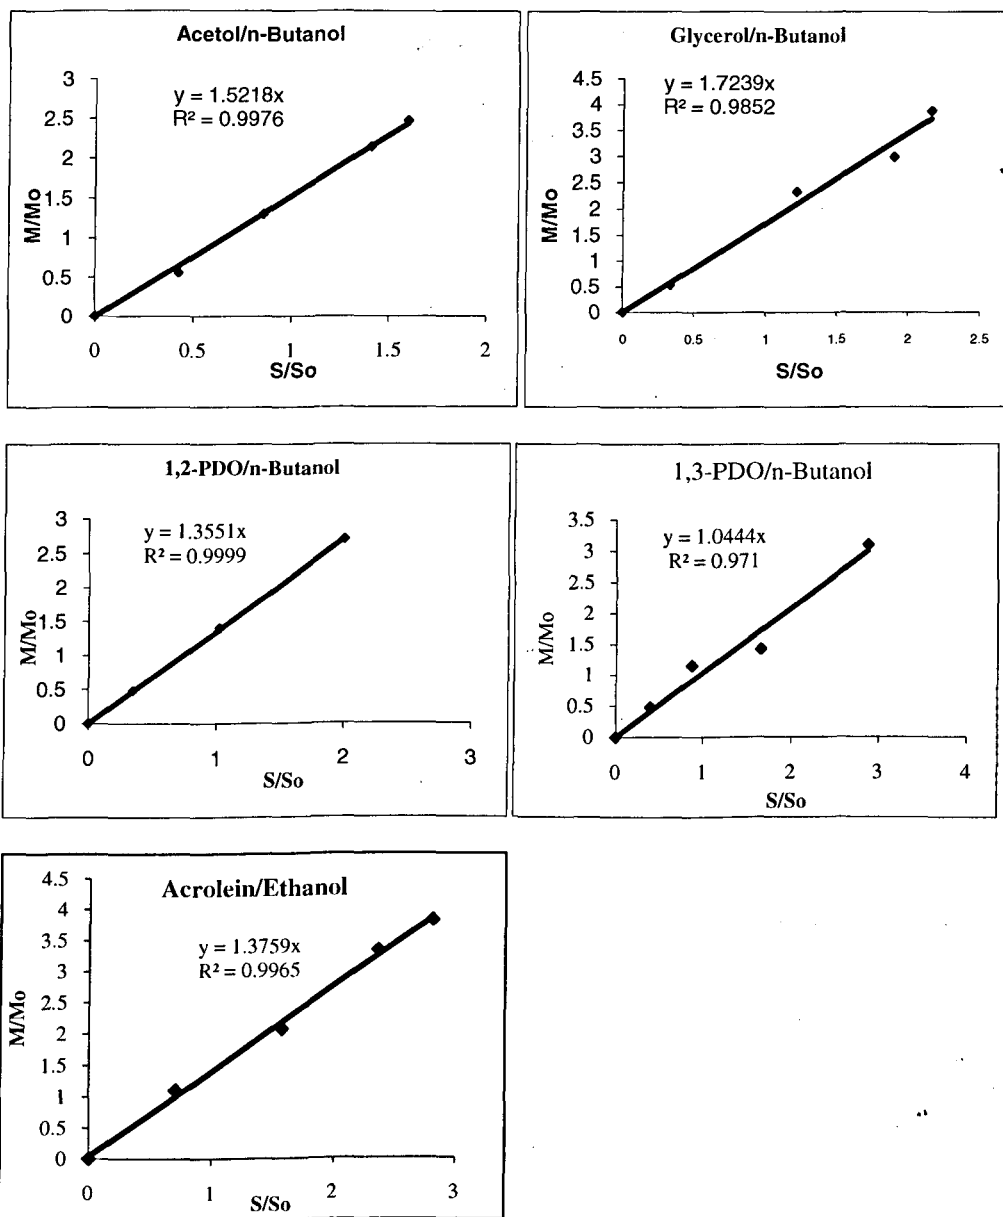 Acetol/n-Butanol
y = 1.5218x
R² = 0.9976
3
2.5
2
1.5
1
0.5
0
M/Mo
0 0.5 1 1.5 2
S/So
Glycerol/n-Butanol
y = 1.7239x
R² = 0.9852
4.5
4
3.5
3
2.5
2
1.5
1
0.5
0
M/Mo
0 0.5 1 1.5 2 2.5
S/So
1,2-PDO/n-Butanol
y = 1.3551x
R² = 0.9999
3
2.5
2
1.5
1
0.5
0
M/Mo
0 1 2 3
S/So
1,3-PDO/n-Butanol
y = 1.0444x
R² = 0.971
3.5
3
2.5
2
1.5
1
0.5
0
M/Mo
0 1 2 3 4
S/So
Acrolein/Ethanol
y = 1.3759x
R² = 0.9965
4.5
4
3.5
3
2.5
2
1.5
1
0.5
0
M/Mo
0 1 2 3
S/So